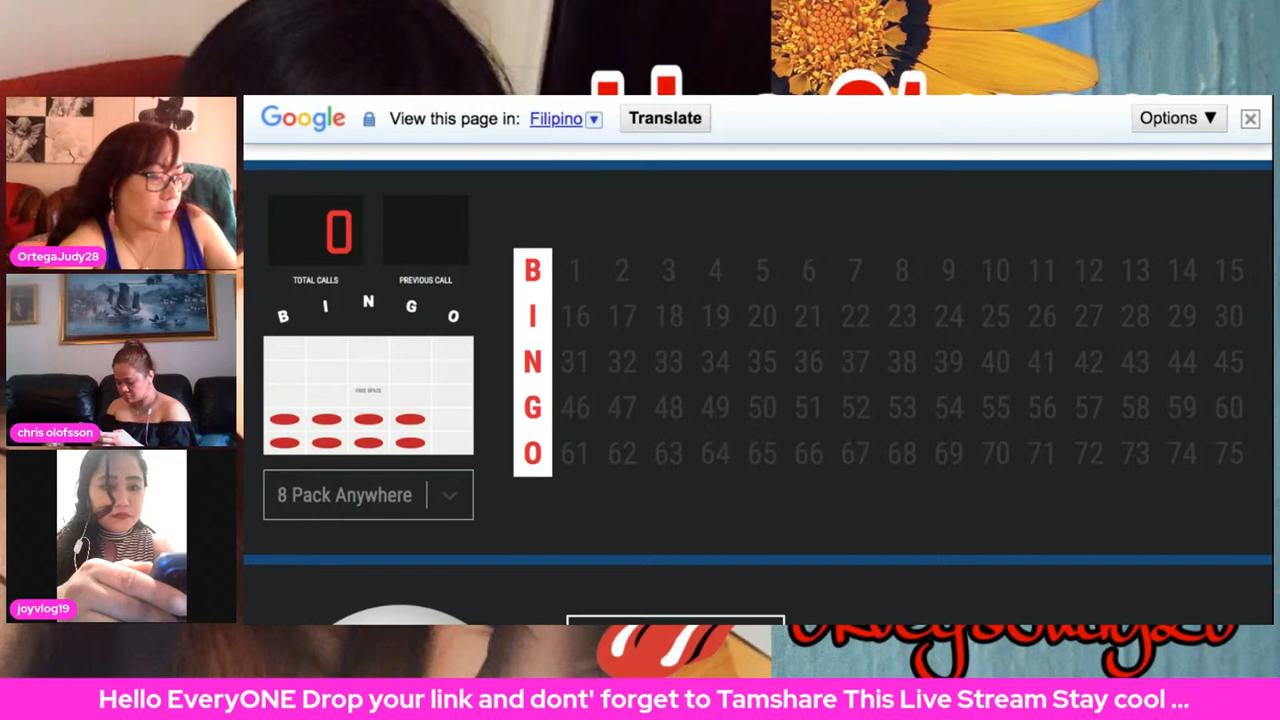 Google View this page in: Filipino ▼ Translate Options ▼
OrtegaJudy28
0
TOTAL CALLS PREVIOUS CALL
B I N G O
FREE SPACE
8 Pack Anywhere
B 1 2 3 4 5 6 7 8 9 10 11 12 13 14 15
I 16 17 18 19 20 21 22 23 24 25 26 27 28 29 30
N 31 32 33 34 35 36 37 38 39 40 41 42 43 44 45
G 46 47 48 49 50 51 52 53 54 55 56 57 58 59 60
O 61 62 63 64 65 66 67 68 69 70 71 72 73 74 75
chris olofsson
joyvlog19
Hello EveryONE Drop your link and dont' forget to Tamshare This Live Stream Stay cool ...